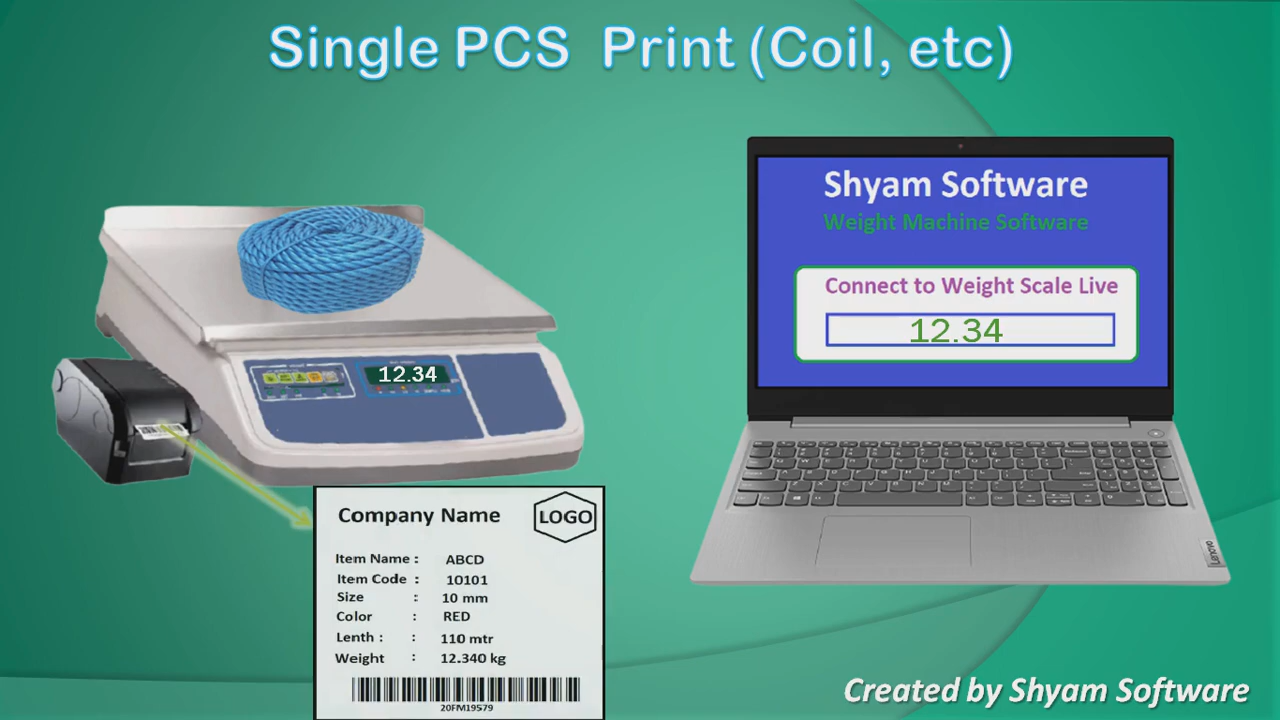 Single PCS  Print (Coil, etc)
Shyam Software
Weight Machine Software
Connect to Weight Scale Live
12.34
12.34
Company Name
LOGO
Item Name : ABCD
Item Code : 10101
Size : 10 mm
Color : RED
Lenth : : 110 mtr
Weight : 12.340 kg
20FM19579
Lenovo
Created by Shyam Software